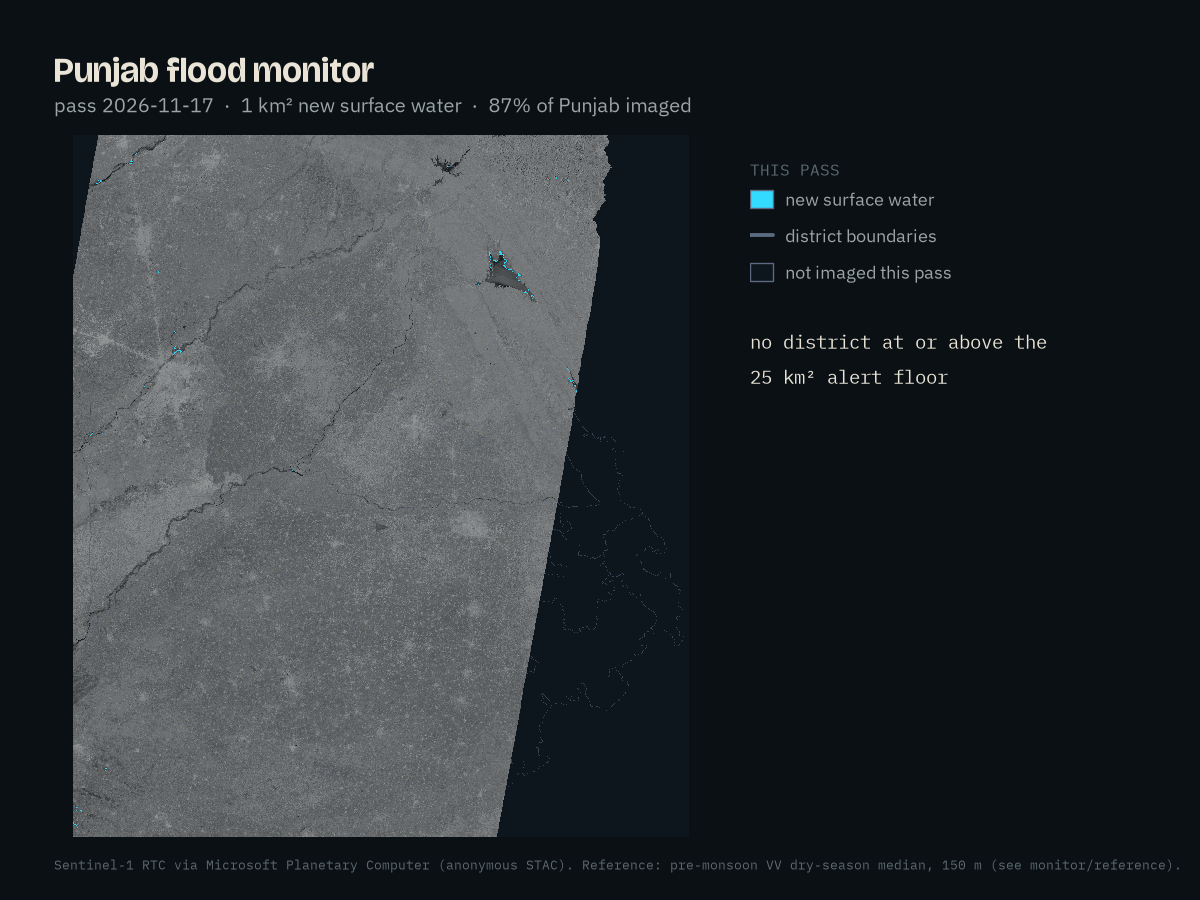 Punjab flood monitor
pass 2026-11-17 · 1 km² new surface water · 87% of Punjab imaged
THIS PASS
new surface water
district boundaries
not imaged this pass
no district at or above the
25 km² alert floor
Sentinel-1 RTC via Microsoft Planetary Computer (anonymous STAC). Reference: pre-monsoon VV dry-season median, 150 m (see monitor/reference).